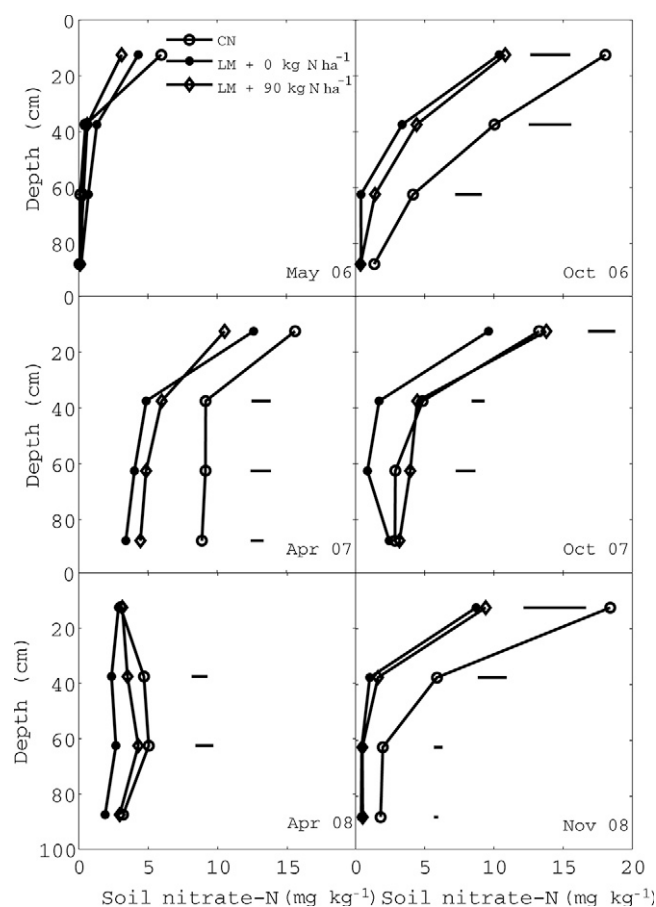 0
20
40
60
80
Depth (cm)
CN
LM + 0 kg N ha⁻¹
LM + 90 kg N ha⁻¹
May 06
Oct 06
0
20
40
60
80
Depth (cm)
Apr 07
Oct 07
0
20
40
60
80
100
Depth (cm)
Apr 08
Nov 08
0 5 10 15 0 5 10 15 20
Soil nitrate-N (mg kg⁻¹) Soil nitrate-N (mg kg⁻¹)